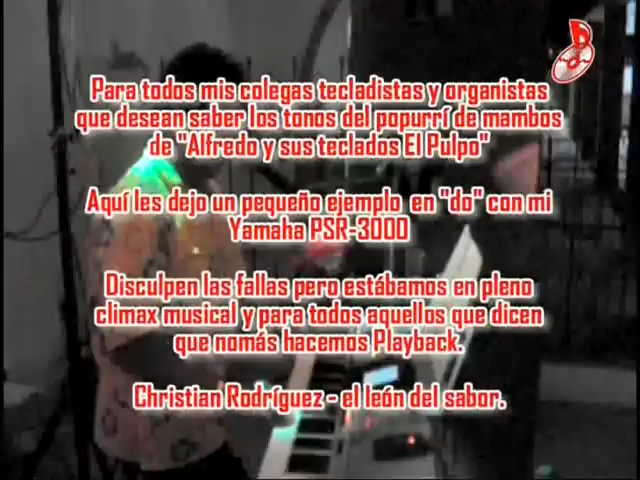 Para todos mis colegas tecladistas y organistas
que desean saber los tonos del popurrí de mambos
de "Alfredo y sus teclados El Pulpo"
Aquí les dejo un pequeño ejemplo en "do" con mi
Yamaha PSR-3000
Disculpen las fallas pero estábamos en pleno
climax musical y para todos aquellos que dicen
que nomás hacemos Playback.
Christian Rodríguez - el león del sabor.